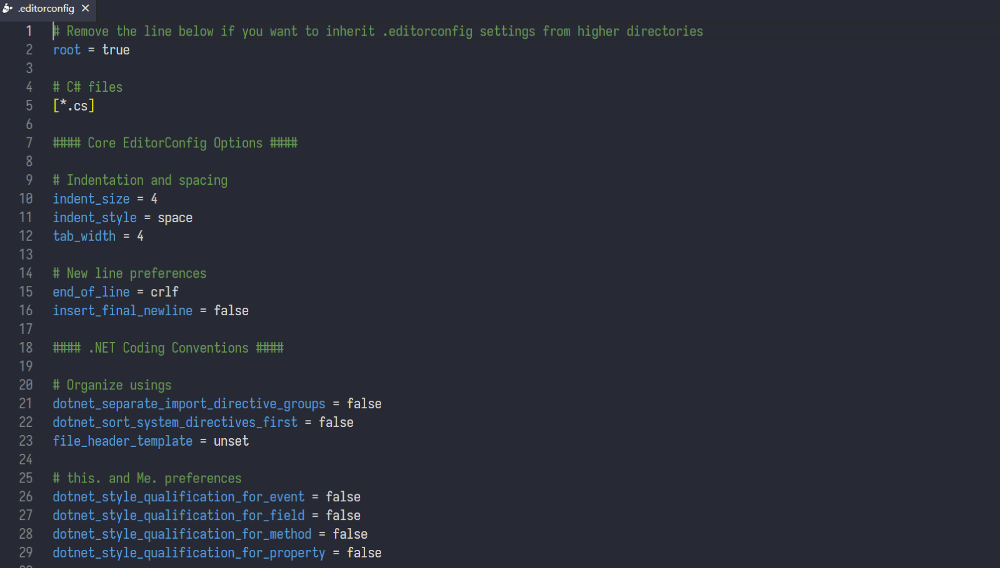 .editorconfig ×
1 # Remove the line below if you want to inherit .editorconfig settings from higher directories
2 root = true
3
4 # C# files
5 [*.cs]
6
7 #### Core EditorConfig Options ####
8
9 # Indentation and spacing
10 indent_size = 4
11 indent_style = space
12 tab_width = 4
13
14 # New line preferences
15 end_of_line = crlf
16 insert_final_newline = false
17
18 #### .NET Coding Conventions ####
19
20 # Organize usings
21 dotnet_separate_import_directive_groups = false
22 dotnet_sort_system_directives_first = false
23 file_header_template = unset
24
25 # this. and Me. preferences
26 dotnet_style_qualification_for_event = false
27 dotnet_style_qualification_for_field = false
28 dotnet_style_qualification_for_method = false
29 dotnet_style_qualification_for_property = false